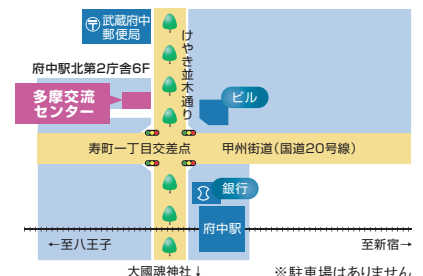 武蔵府中
郵便局
けやき並木通り
府中駅北第2庁舎6F
多摩交流
センター
ビル
寿町一丁目交差点
甲州街道(国道20号線)
銀行
府中駅
←至八王子
至新宿→
大國魂神社↓
※駐車場はありません